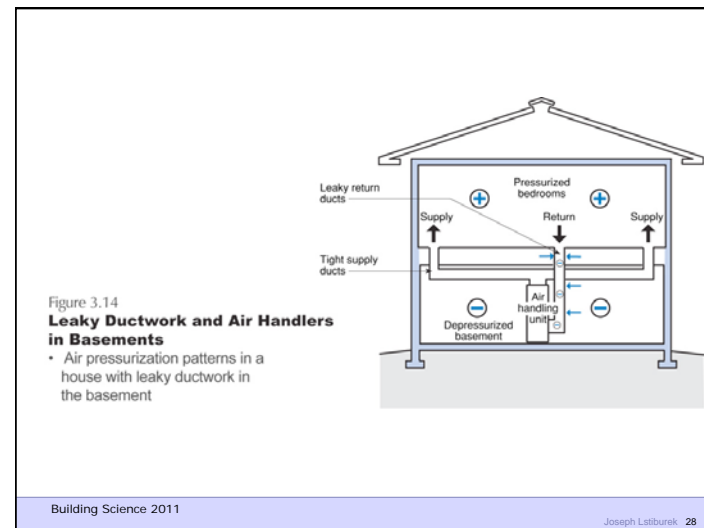 Leaky return
ducts
Pressurized
bedrooms
Supply
Return
Supply
Tight supply
ducts
Air
handling
unit
Depressurized
basement
Figure 3.14
Leaky Ductwork and Air Handlers
in Basements
• Air pressurization patterns in a
house with leaky ductwork in
the basement
Building Science 2011
Joseph Lstiburek 28